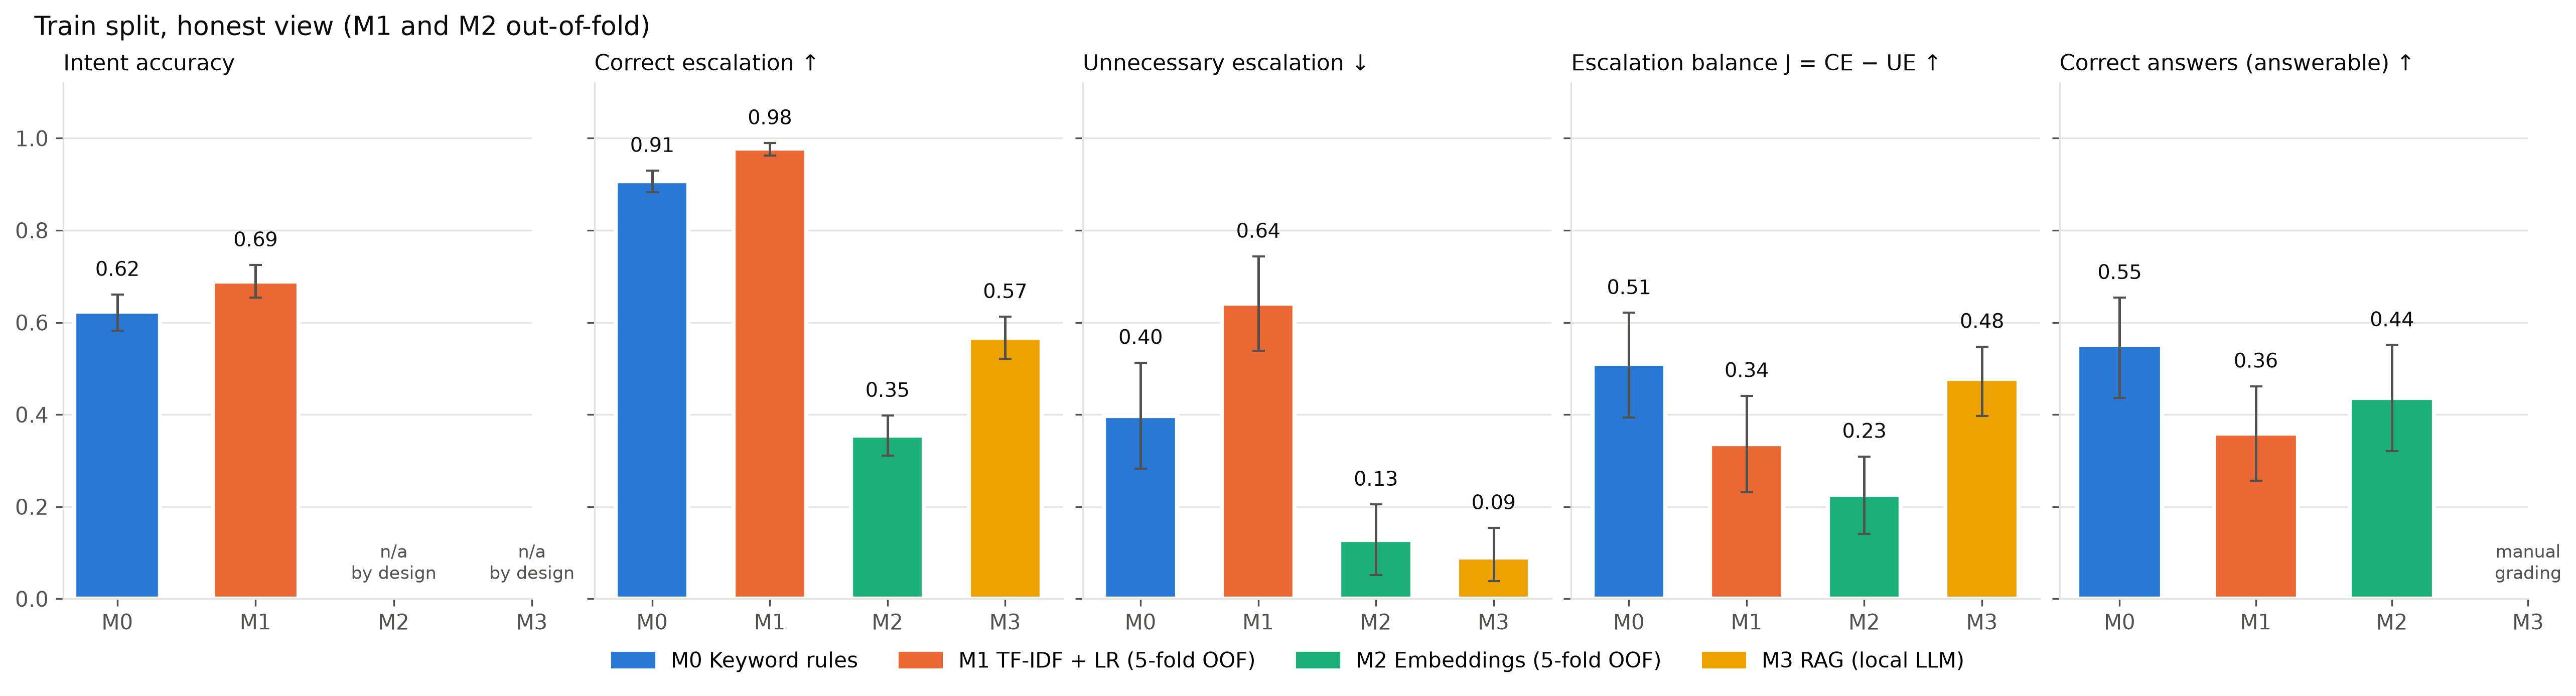 Train split, honest view (M1 and M2 out-of-fold)
Intent accuracy
1.0
0.8
0.6
0.4
0.2
0.0
0.62
0.69
n/a
by design
n/a
by design
M0 M1 M2 M3
Correct escalation ↑
0.91
0.98
0.35
0.57
M0 M1 M2 M3
Unnecessary escalation ↓
0.40
0.64
0.13
0.09
M0 M1 M2 M3
Escalation balance J = CE − UE ↑
0.51
0.34
0.23
0.48
M0 M1 M2 M3
Correct answers (answerable) ↑
0.55
0.36
0.44
manual
grading
M0 M1 M2 M3
M0 Keyword rules
M1 TF-IDF + LR (5-fold OOF)
M2 Embeddings (5-fold OOF)
M3 RAG (local LLM)